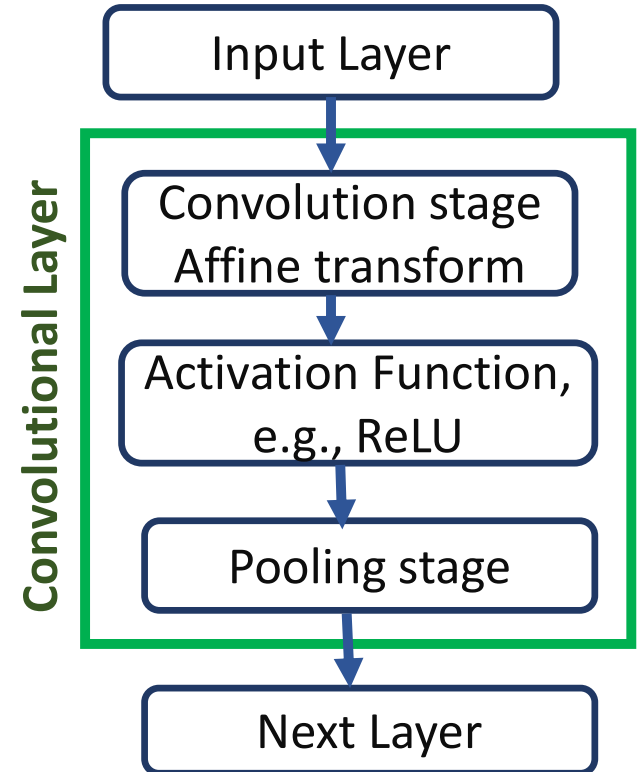 Input Layer
Convolutional Layer
Convolution stage
Affine transform
Activation Function,
e.g., ReLU
Pooling stage
Next Layer